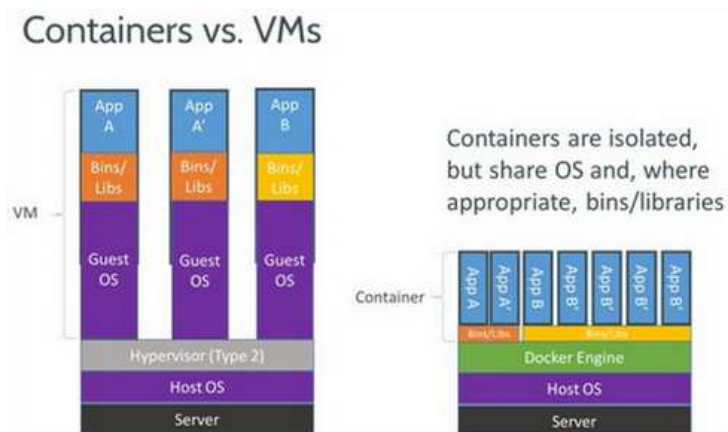 Containers vs. VMs
App
A
App
A'
App
B
Bins/
Libs
Bins/
Libs
Bins/
Libs
VM
Guest
OS
Guest
OS
Guest
OS
Hypervisor (Type 2)
Host OS
Server
Containers are isolated,
but share OS and, where
appropriate, bins/libraries
Container
App A
App A'
App B
App B'
App B'
App B'
App B'
Bins/Libs
Bins/Libs
Docker Engine
Host OS
Server